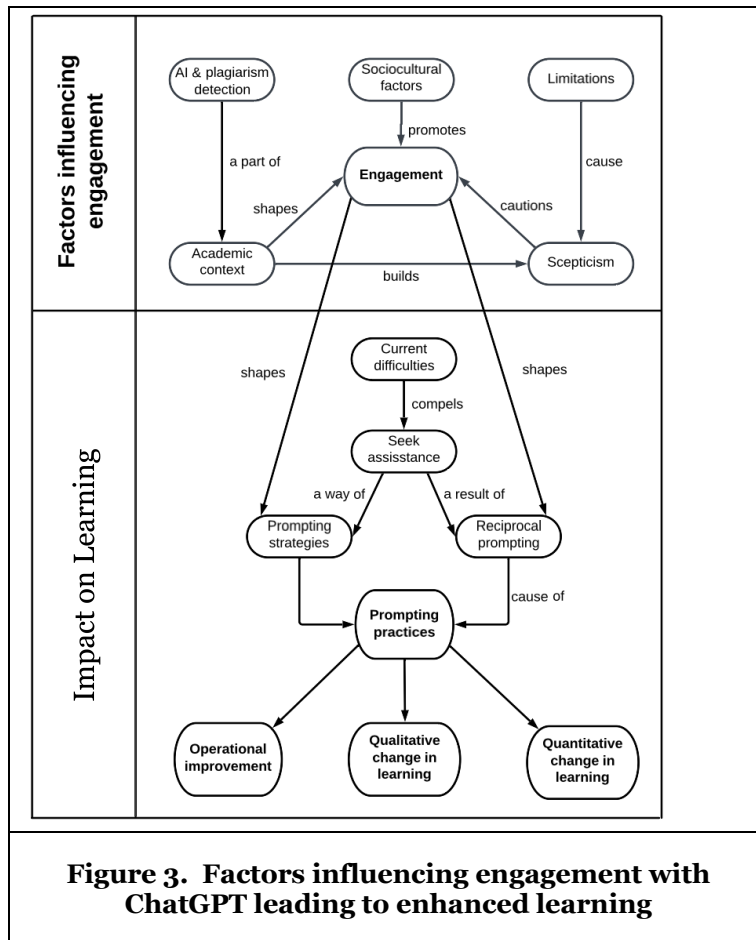 Factors influencing
engagement
AI & plagiarism
detection
Sociocultural
factors
Limitations
a part of
promotes
cause
Engagement
shapes
cautions
Academic
context
builds
Scepticism
Impact on Learning
shapes
Current
difficulties
shapes
compels
Seek
assisstance
a way of
a result of
Prompting
strategies
Reciprocal
prompting
cause of
Prompting
practices
Operational
improvement
Qualitative
change in
learning
Quantitative
change in
learning
Figure 3. Factors influencing engagement with
ChatGPT leading to enhanced learning